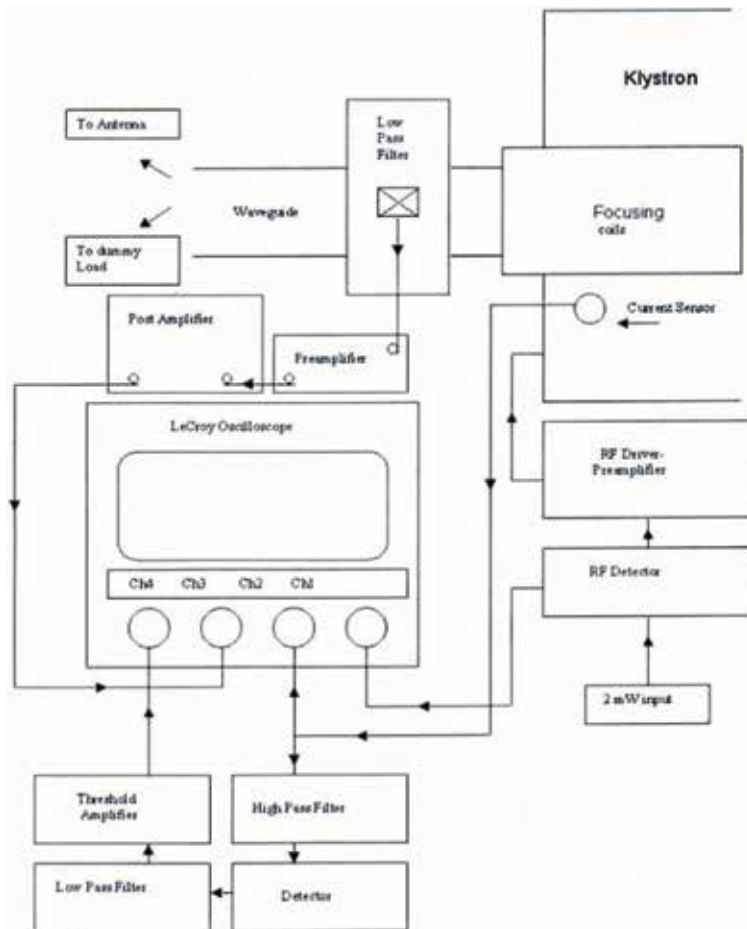 Klystron
To Antenna
Low
Pass
Filter
Waveguide
Focusing
coils
To dummy
Load
Post Amplifier
Preamplifier
Current Sensor
LeCroy Oscilloscope
RF Driver-
Preamplifier
Ch4 Ch3 Ch2 Ch1
RF Detector
2 mW input
Threshold
Amplifier
High Pass Filter
Low Pass Filter
Detector